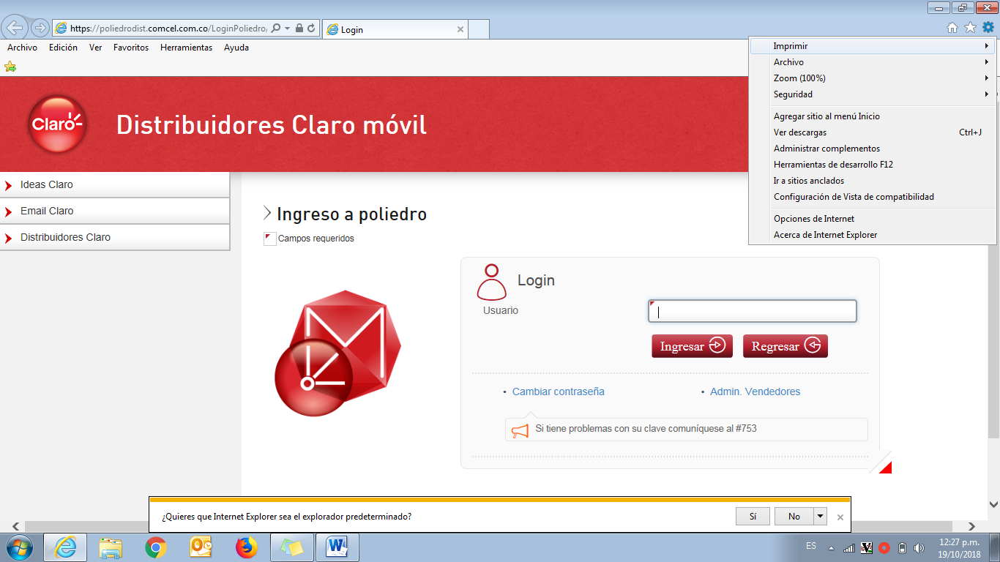 https://poliedrodist.comcel.com.co/LoginPoliedro
Login
Archivo Edición Ver Favoritos Herramientas Ayuda
Imprimir
Archivo
Zoom (100%)
Seguridad
Agregar sitio al menú Inicio
Ver descargas Ctrl+J
Administrar complementos
Herramientas de desarrollo F12
Ir a sitios anclados
Configuración de Vista de compatibilidad
Opciones de Internet
Acerca de Internet Explorer
Claro
Distribuidores Claro móvil
Ideas Claro
Email Claro
Distribuidores Claro
Ingreso a poliedro
Campos requeridos
Login
Usuario
Ingresar Regresar
• Cambiar contraseña • Admin. Vendedores
Si tiene problemas con su clave comuníquese al #753
¿Quieres que Internet Explorer sea el explorador predeterminado? Sí No
ES
12:27 p.m.
19/10/2018